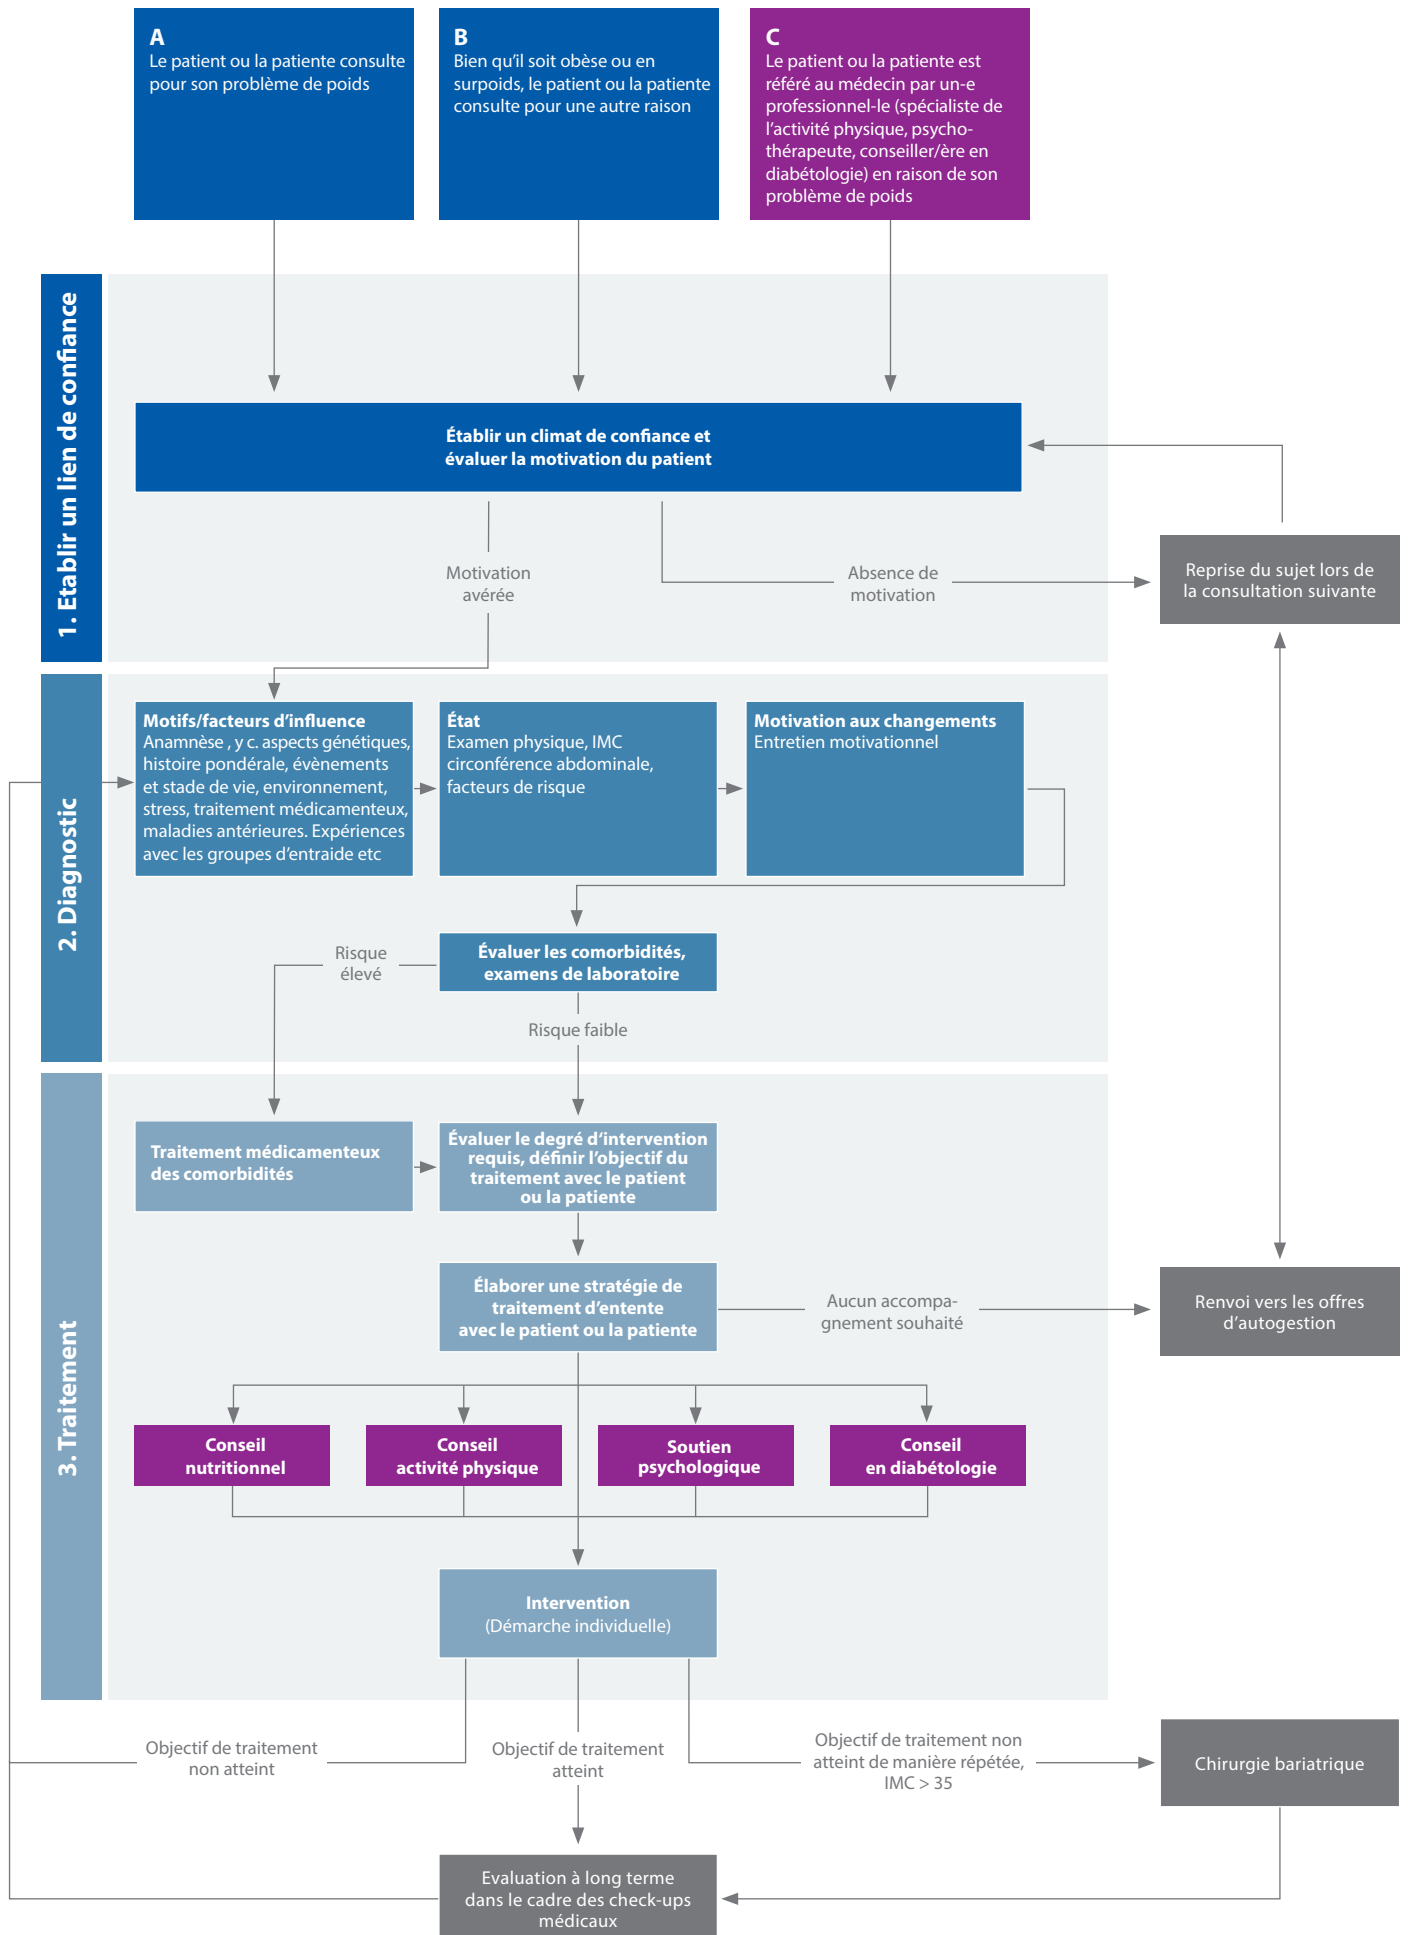 A
Le patient ou la patiente consulte
pour son problème de poids
B
Bien qu'il soit obèse ou en
surpoids, le patient ou la patiente
consulte pour une autre raison
C
Le patient ou la patiente est
référé au médecin par un-e
professionnel-le (spécialiste de
l'activité physique, psycho-
thérapeute, conseiller/ère en
diabétologie) en raison de son
problème de poids
1. Etablir un lien de confiance
Établir un climat de confiance et
évaluer la motivation du patient
Motivation
avérée
Absence de
motivation
Reprise du sujet lors de
la consultation suivante
2. Diagnostic
Motifs/facteurs d'influence
Anamnèse , y c. aspects génétiques,
histoire pondérale, évènements
et stade de vie, environnement,
stress, traitement médicamenteux,
maladies antérieures. Expériences
avec les groupes d'entraide etc
État
Examen physique, IMC
circonférence abdominale,
facteurs de risque
Motivation aux changements
Entretien motivationnel
Risque
élevé
Évaluer les comorbidités,
examens de laboratoire
Risque faible
3. Traitement
Traitement médicamenteux
des comorbidités
Évaluer le degré d'intervention
requis, définir l'objectif du
traitement avec le patient
ou la patiente
Élaborer une stratégie de
traitement d'entente
avec le patient ou la patiente
Aucun accompa-
gnement souhaité
Renvoi vers les offres
d'autogestion
Conseil
nutritionnel
Conseil
activité physique
Soutien
psychologique
Conseil
en diabétologie
Intervention
(Démarche individuelle)
Objectif de traitement
non atteint
Objectif de traitement
atteint
Objectif de traitement non
atteint de manière répétée,
IMC > 35
Chirurgie bariatrique
Evaluation à long terme
dans le cadre des check-ups
médicaux